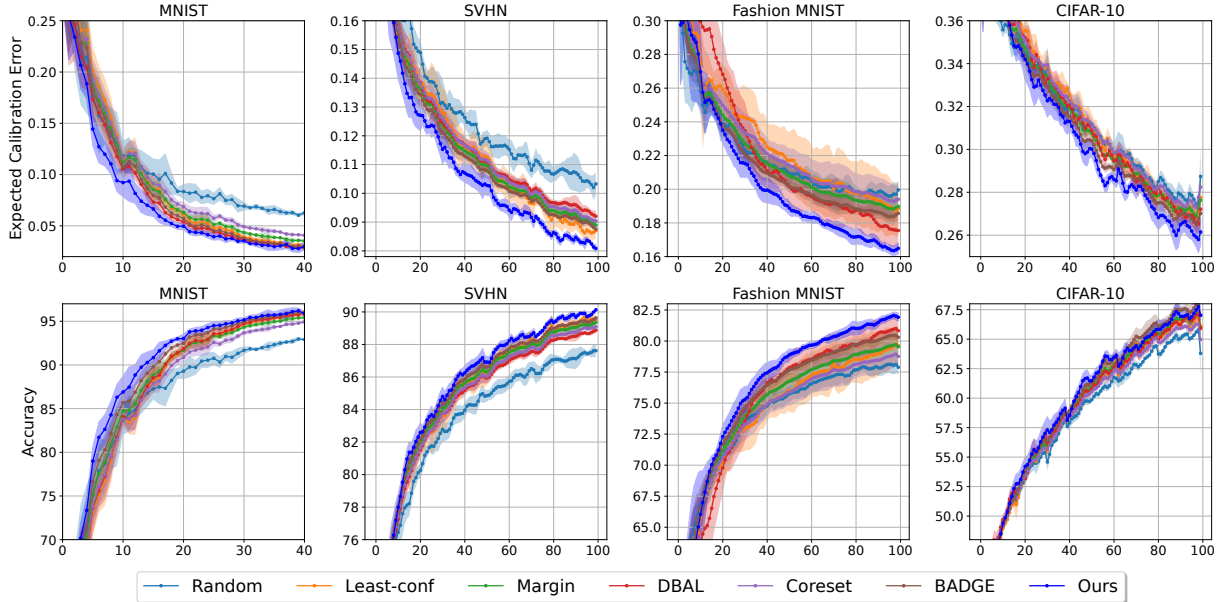 MNIST SVHN Fashion MNIST CIFAR-10
Expected Calibration Error
0.25 0.20 0.15 0.10 0.05
0 10 20 30 40
0.16 0.15 0.14 0.13 0.12 0.11 0.10 0.09 0.08
0 20 40 60 80 100
0.30 0.28 0.26 0.24 0.22 0.20 0.18 0.16
0 20 40 60 80 100
0.36 0.34 0.32 0.30 0.28 0.26
0 20 40 60 80 100
MNIST SVHN Fashion MNIST CIFAR-10
Accuracy
95 90 85 80 75 70
0 10 20 30 40
90 88 86 84 82 80 78 76
0 20 40 60 80 100
82.5 80.0 77.5 75.0 72.5 70.0 67.5 65.0
0 20 40 60 80 100
67.5 65.0 62.5 60.0 57.5 55.0 52.5 50.0
0 20 40 60 80 100
Random Least-conf Margin DBAL Coreset BADGE Ours